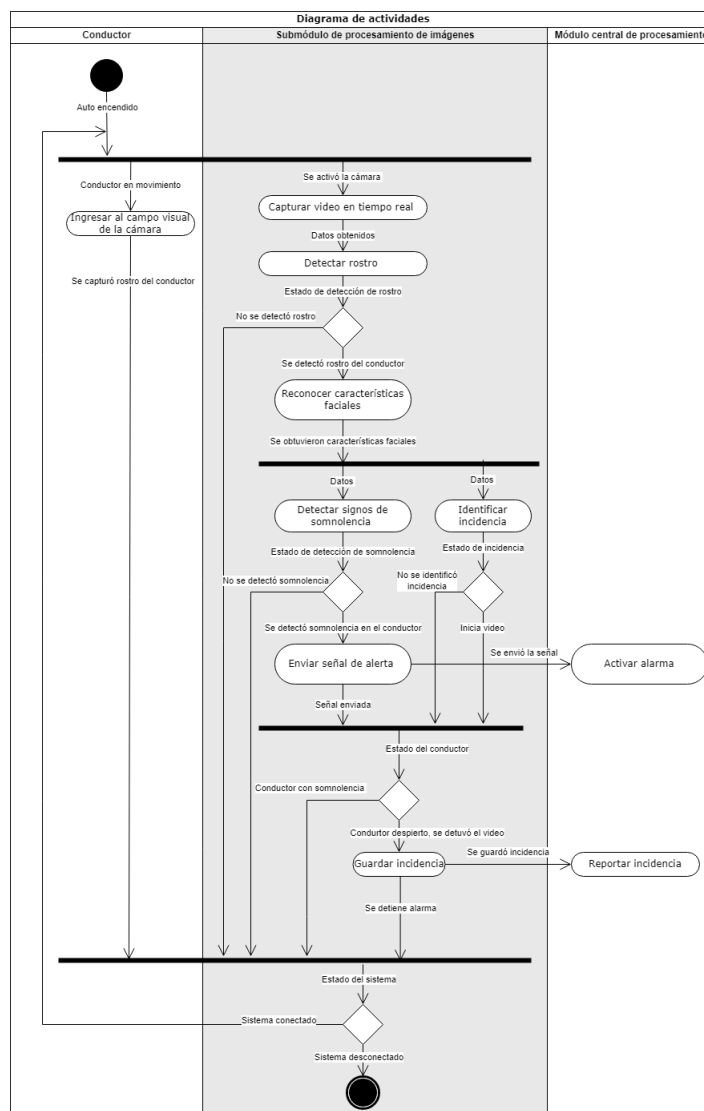 Diagrama de actividades
Conductor
Submódulo de procesamiento de imágenes
Módulo central de procesamiento
Auto encendido
Conductor en movimiento
Se activó la cámara
Ingresar al campo visual
de la cámara
Capturar video en tiempo real
Datos obtenidos
Detectar rostro
Se capturó rostro del conductor
Estado de detección de rostro
No se detectó rostro
Se detectó rostro del conductor
Reconocer características
faciales
Se obtuvieron características faciales
Datos
Datos
Detectar signos de
somnolencia
Identificar
incidencia
Estado de detección de somnolencia
Estado de incidencia
No se detectó somnolencia
No se identificó
incidencia
Se detectó somnolencia en el conductor
Inicia video
Enviar señal de alerta
Se envió la señal
Activar alarma
Señal enviada
Estado del conductor
Conductor con somnolencia
Condurtor despierto, se detuvó el video
Guardar incidencia
Se guardó incidencia
Reportar incidencia
Se detiene alarma
Estado del sistema
Sistema conectado
Sistema desconectado